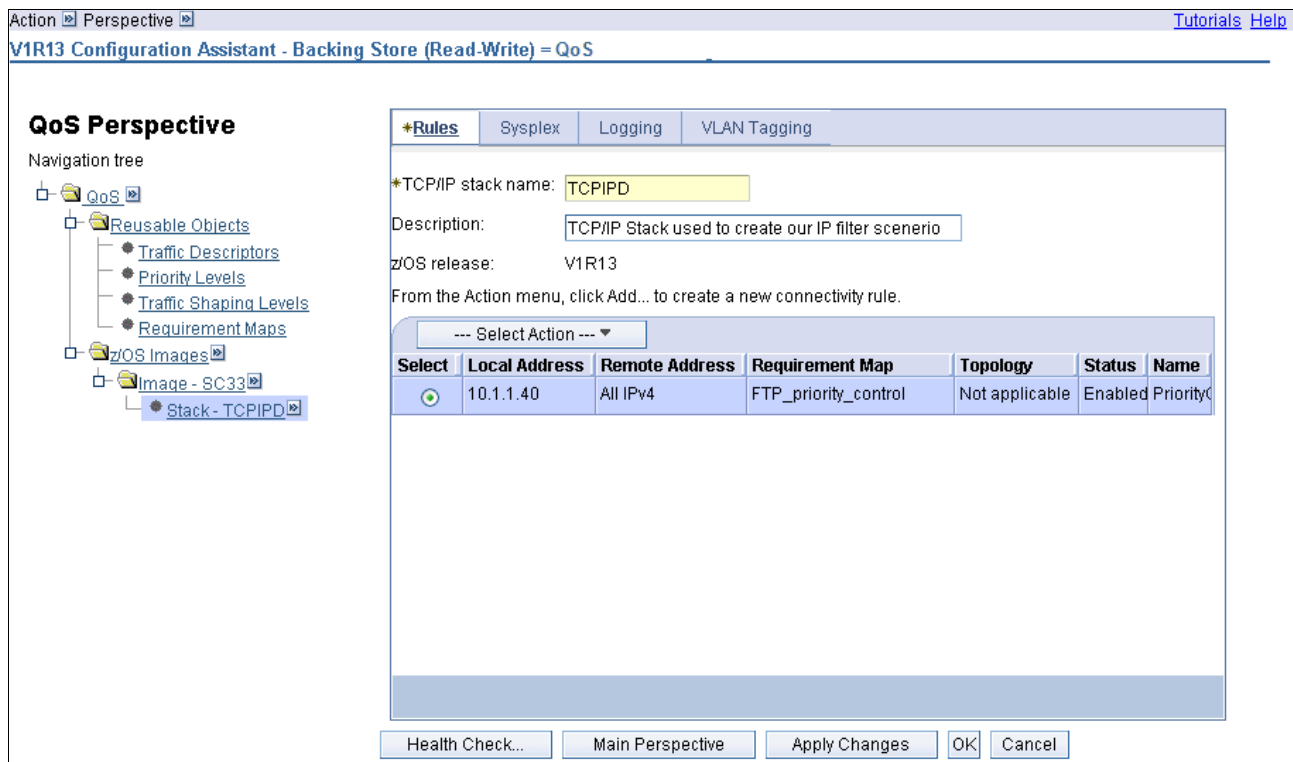 Action Perspective Tutorials Help
V1R13 Configuration Assistant - Backing Store (Read-Write) = QoS
QoS Perspective
Navigation tree
QoS
Reusable Objects
Traffic Descriptors
Priority Levels
Traffic Shaping Levels
Requirement Maps
z/OS Images
Image - SC33
Stack - TCPIPD
*Rules Sysplex Logging VLAN Tagging
*TCP/IP stack name: TCPIPD
Description: TCP/IP Stack used to create our IP filter scenerio
z/OS release: V1R13
From the Action menu, click Add... to create a new connectivity rule.
--- Select Action ---
Select Local Address Remote Address Requirement Map Topology Status Name
10.1.1.40 All IPv4 FTP_priority_control Not applicable Enabled Priority
Health Check... Main Perspective Apply Changes OK Cancel